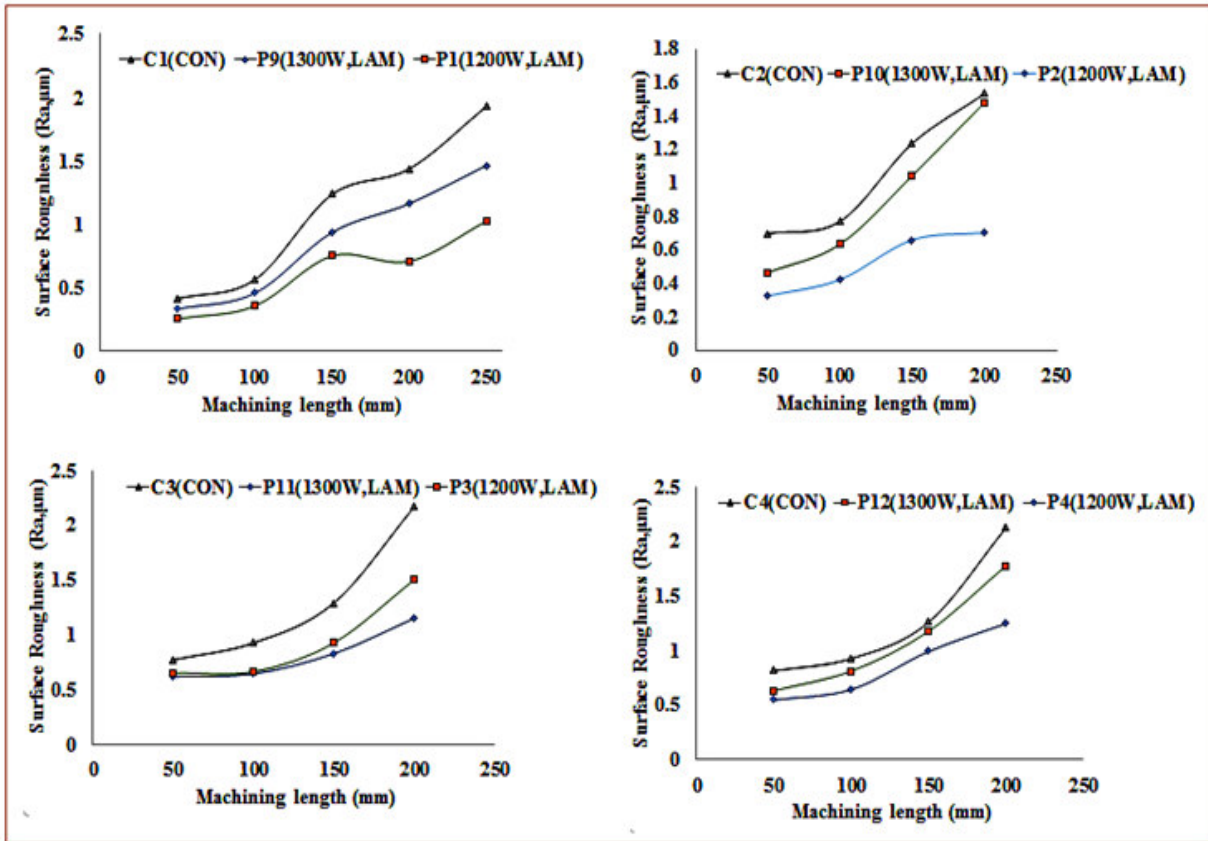 2.5
C1(CON) P9(1300W,LAM) P1(1200W,LAM)
2
1.5
1
0.5
0
Surface Roughness (Ra,µm)
0 50 100 150 200 250
Machining length (mm)
1.8
C2(CON) P10(1300W,LAM) P2(1200W,LAM)
1.6
1.4
1.2
1
0.8
0.6
0.4
0.2
0
Surface Roughness (Ra,µm)
0 50 100 150 200 250
Machining length (mm)
2.5
C3(CON) P11(1300W,LAM) P3(1200W,LAM)
2
1.5
1
0.5
0
Surface Roughness (Ra,µm)
0 50 100 150 200 250
Machining length (mm)
2.5
C4(CON) P12(1300W,LAM) P4(1200W,LAM)
2
1.5
1
0.5
0
Surface Roughness (Ra,µm)
0 50 100 150 200 250
Machining length (mm)